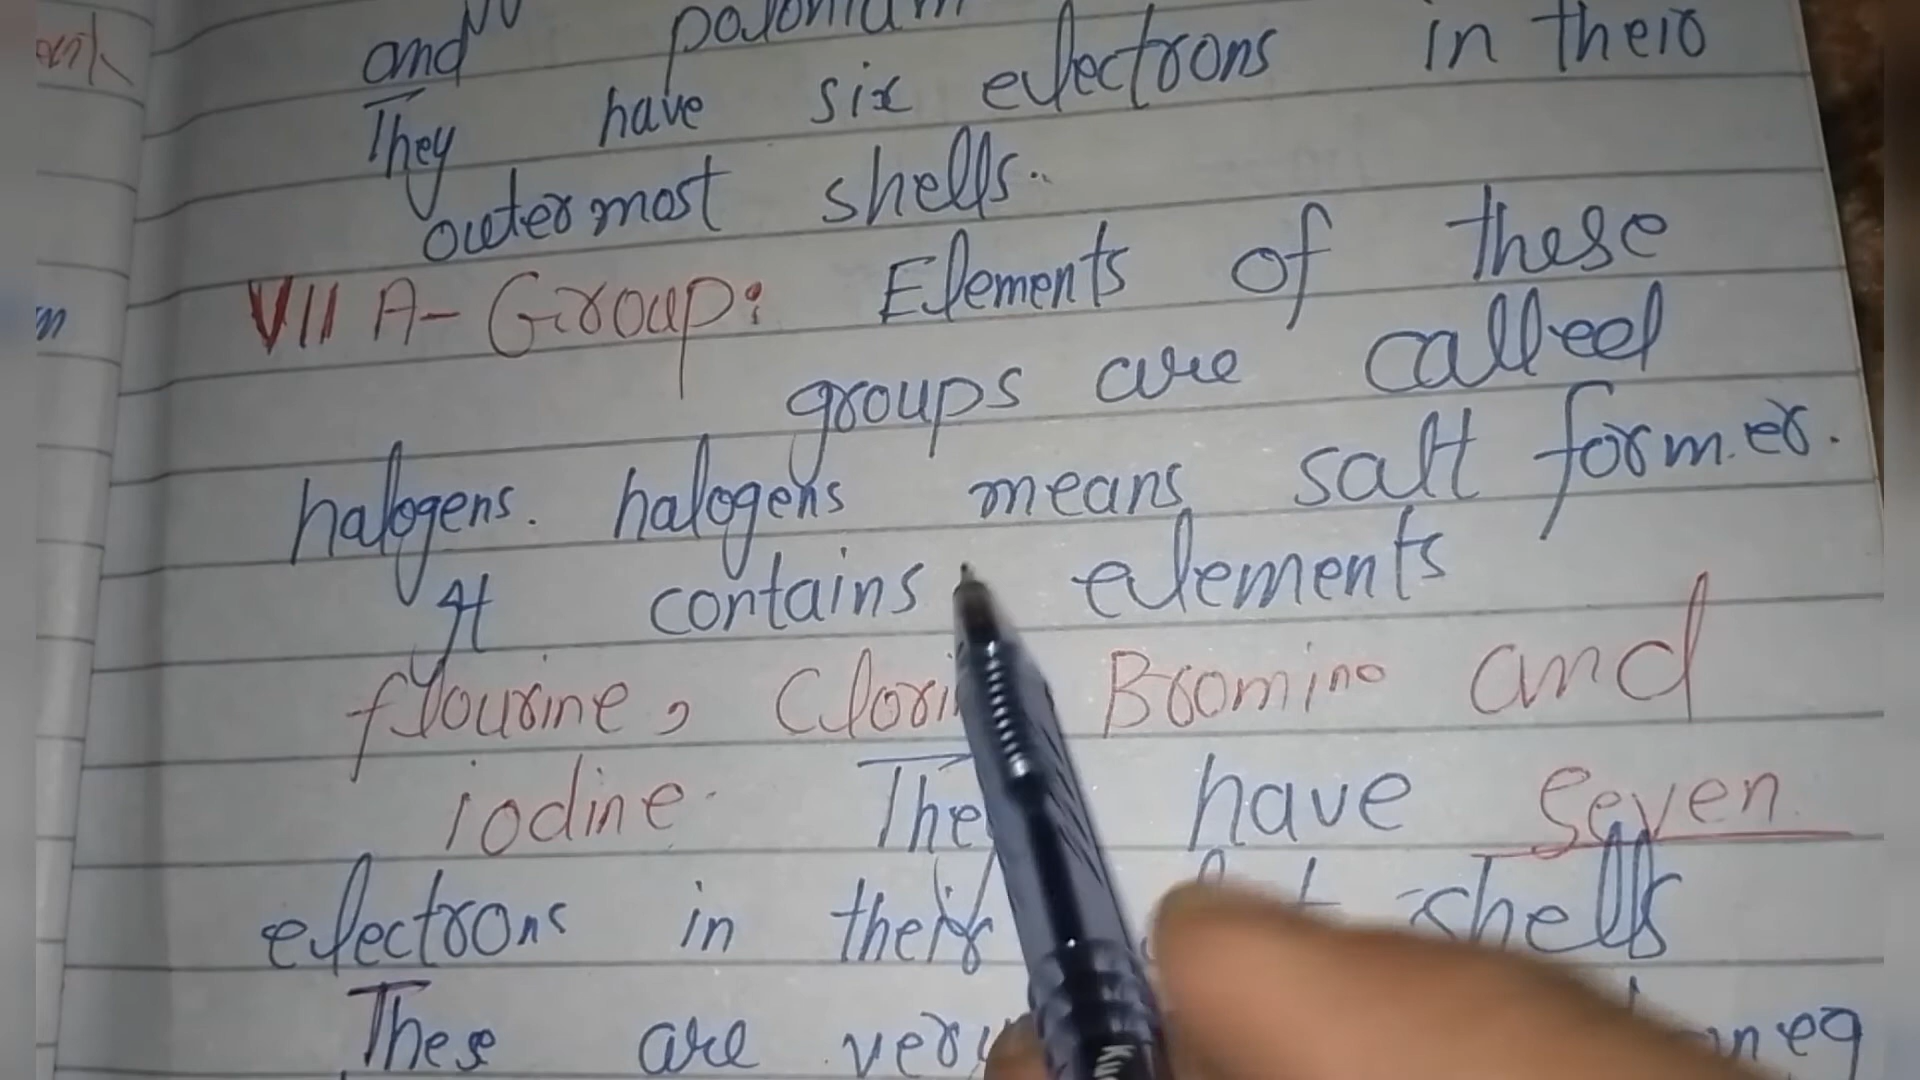 and
They have six electrons in their
outermost shells.
VII A- Group: Elements of these
groups are called
halogens. halogens means salt former.
It contains elements
flourine, Clori Bromine and
iodine. The have seven
electrons in their shells
These are very